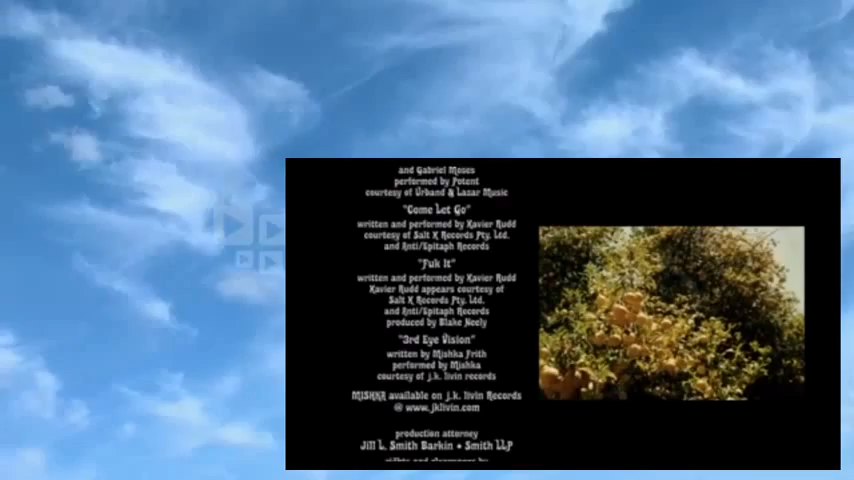 and Gabriel Moses
performed by Potent
courtesy of Urband & Lazar Music
"Come Let Go"
written and performed by Xavier Rudd
courtesy of Salt X Records Pty. Ltd.
and Anti/Epitaph Records
"Fuk It"
written and performed by Xavier Rudd
Xavier Rudd appears courtesy of
Salt X Records Pty. Ltd.
and Anti/Epitaph Records
produced by Blake Neely
"3rd Eye Vision"
written by Mishka Frith
performed by Mishka
courtesy of j.k. livin records
MISHKA available on j.k. livin Records
@ www.jklivin.com
production attorney
Jill L. Smith Barkin • Smith LLP